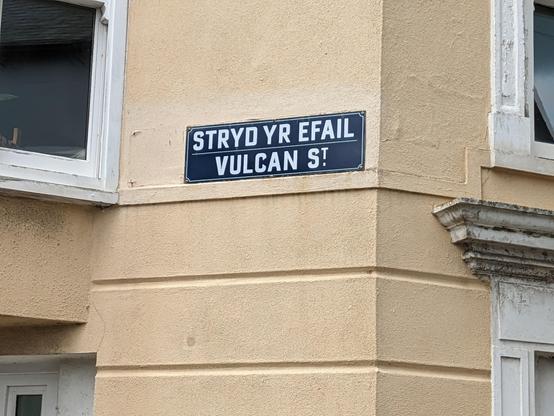 STRYD YR EFAIL
VULCAN ST